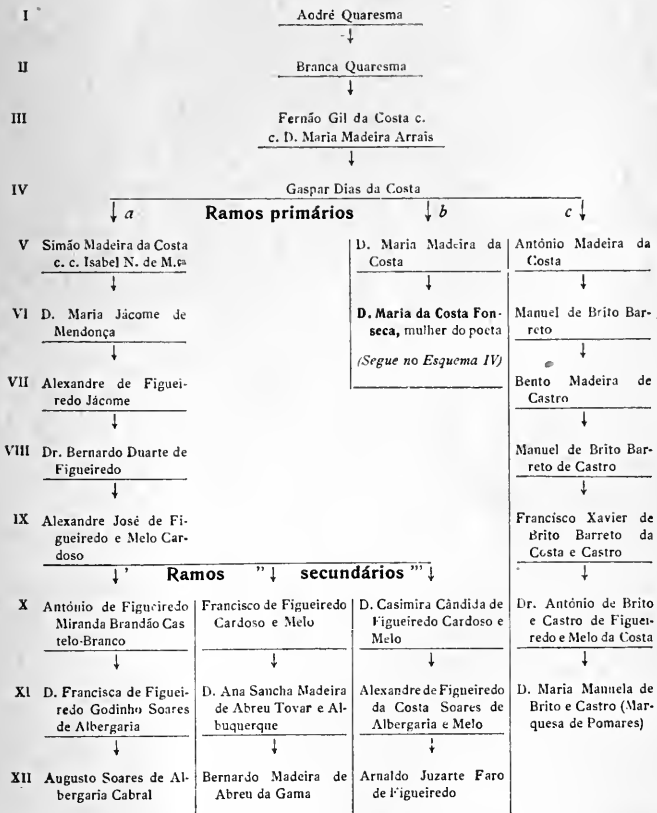 I
Aodré Quaresma
II
Branca Quaresma
III
Fernão Gil da Costa c.
c. D. Maria Madeira Arrais
IV
Gaspar Dias da Costa
a Ramos primários b c
V
Simão Madeira da Costa
c. c. Isabel N. de M.ça
D. Maria Madeira da
Costa
António Madeira da
Costa
VI
D. Maria Jácome de
Mendonça
D. Maria da Costa Fon-
seca, mulher do poeta
(Segue no Esquema IV)
Manuel de Brito Bar-
reto
VII
Alexandre de Figuei-
redo Jácome
Bento Madeira de
Castro
VIII
Dr. Bernardo Duarte de
Figueiredo
Manuel de Brito Bar-
reto de Castro
IX
Alexandre José de Fi-
gueiredo e Melo Car-
doso
Francisco Xavier de
Brito Barreto da
Costa e Castro
' Ramos '' secundários '''
X
António de Figueiredo
Miranda Brandão Cas
telo-Branco
Francisco de Figueiredo
Cardoso e Melo
D. Casimira Cândida de
Figueiredo Cardoso e
Melo
Dr. António de Brito
e Castro de Figuei-
redo e Melo da Costa
XI
D. Francisca de Figuei-
redo Godinho Soares
de Albergaria
D. Ana Sancha Madeira
de Abreu Tovar e Al-
buquerque
Alexandre de Figueiredo
da Costa Soares de
Albergaria e Melo
D. Maria Manuela de
Brito e Castro (Mar-
quesa de Pomares)
XII
Augusto Soares de Al-
bergaria Cabral
Bernardo Madeira de
Abreu da Gama
Arnaldo Juzarte Faro
de Figueiredo